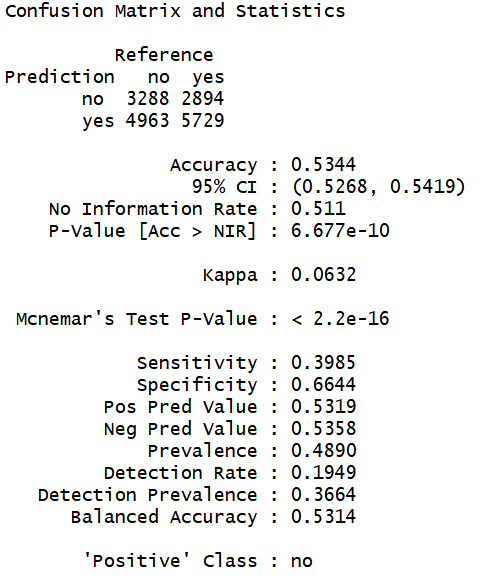 Confusion Matrix and Statistics
Reference
Prediction no yes
no 3288 2894
yes 4963 5729
Accuracy : 0.5344
95% CI : (0.5268, 0.5419)
No Information Rate : 0.511
P-Value [Acc > NIR] : 6.677e-10
Kappa : 0.0632
Mcnemar's Test P-Value : < 2.2e-16
Sensitivity : 0.3985
Specificity : 0.6644
Pos Pred Value : 0.5319
Neg Pred Value : 0.5358
Prevalence : 0.4890
Detection Rate : 0.1949
Detection Prevalence : 0.3664
Balanced Accuracy : 0.5314
'Positive' Class : no